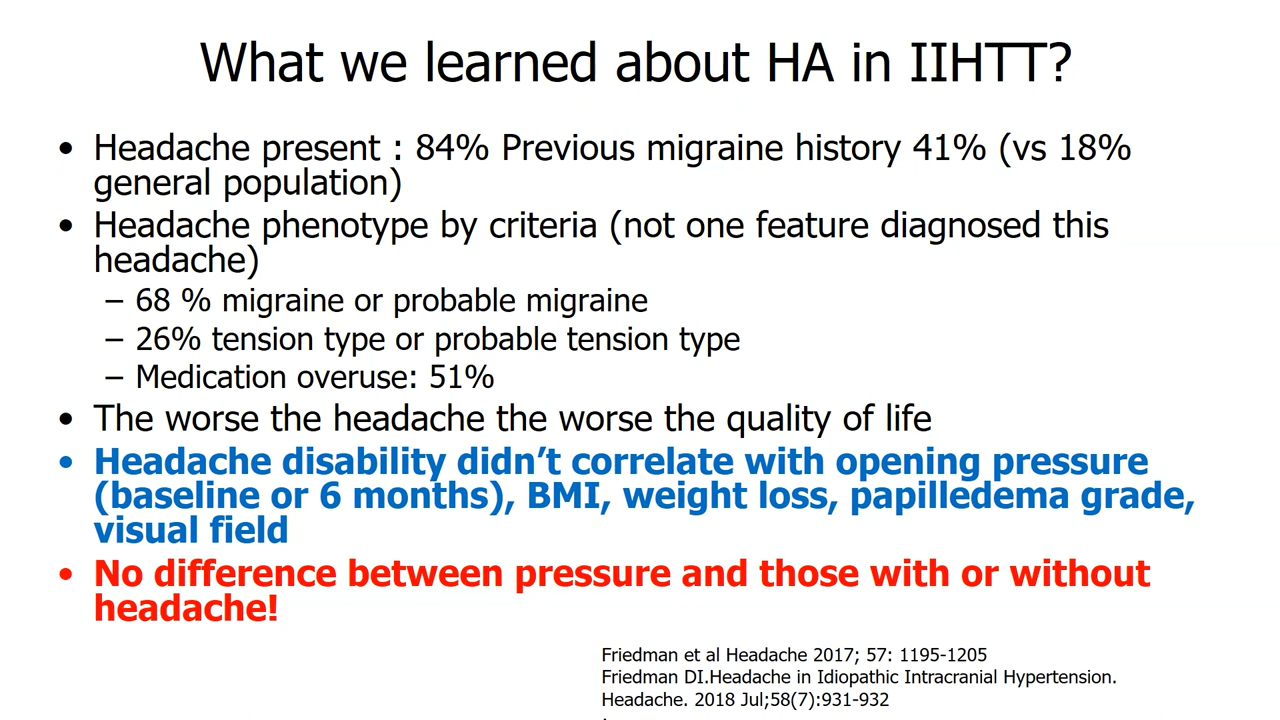 What we learned about HA in IIHTT?
• Headache present : 84% Previous migraine history 41% (vs 18%
general population)
• Headache phenotype by criteria (not one feature diagnosed this
headache)
– 68 % migraine or probable migraine
– 26% tension type or probable tension type
– Medication overuse: 51%
• The worse the headache the worse the quality of life
• Headache disability didn’t correlate with opening pressure
(baseline or 6 months), BMI, weight loss, papilledema grade,
visual field
• No difference between pressure and those with or without
headache!
Friedman et al Headache 2017; 57: 1195-1205
Friedman DI.Headache in Idiopathic Intracranial Hypertension.
Headache. 2018 Jul;58(7):931-932
.